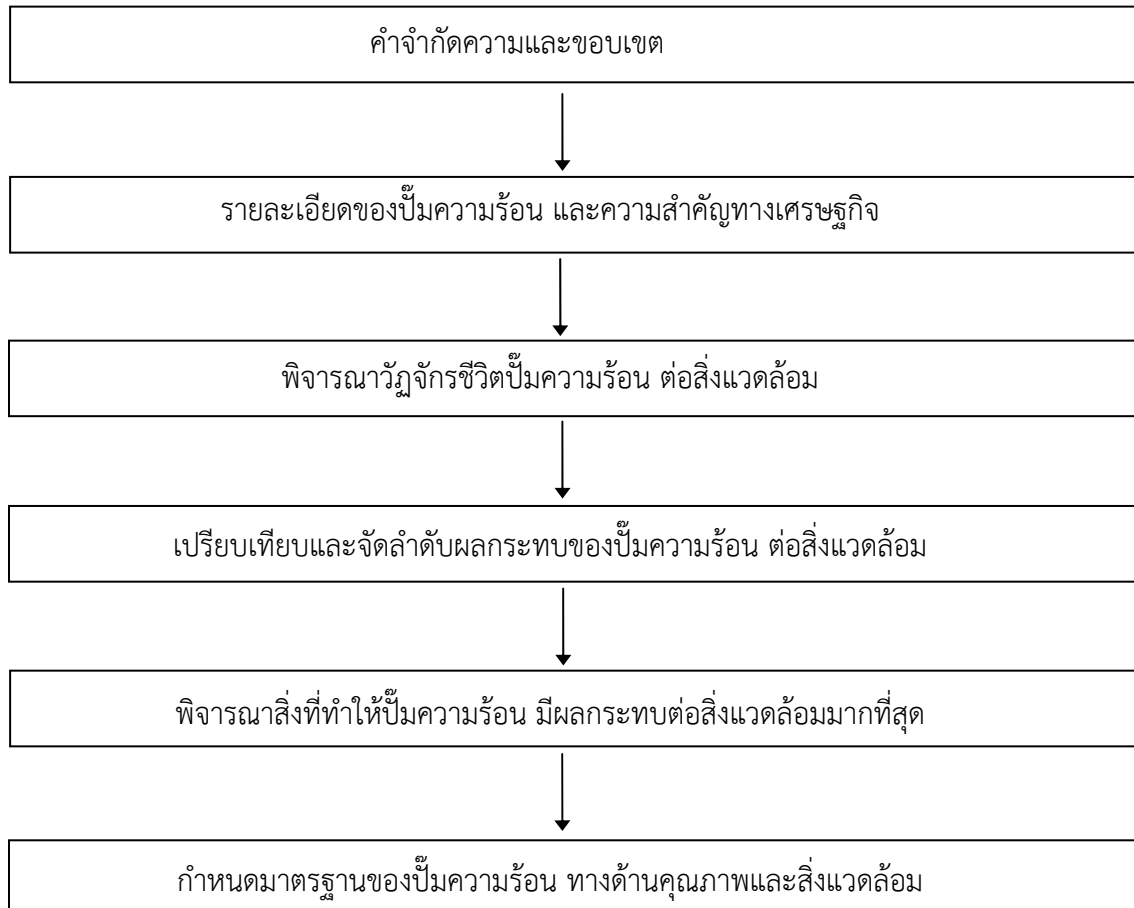 คำจำกัดความและขอบเขต
รายละเอียดของปั๊มความร้อน และความสำคัญทางเศรษฐกิจ
พิจารณาวัฏจักรชีวิตปั๊มความร้อน ต่อสิ่งแวดล้อม
เปรียบเทียบและจัดลำดับผลกระทบของปั๊มความร้อน ต่อสิ่งแวดล้อม
พิจารณาสิ่งที่ทำให้ปั๊มความร้อน มีผลกระทบต่อสิ่งแวดล้อมมากที่สุด
กำหนดมาตรฐานของปั๊มความร้อน ทางด้านคุณภาพและสิ่งแวดล้อม